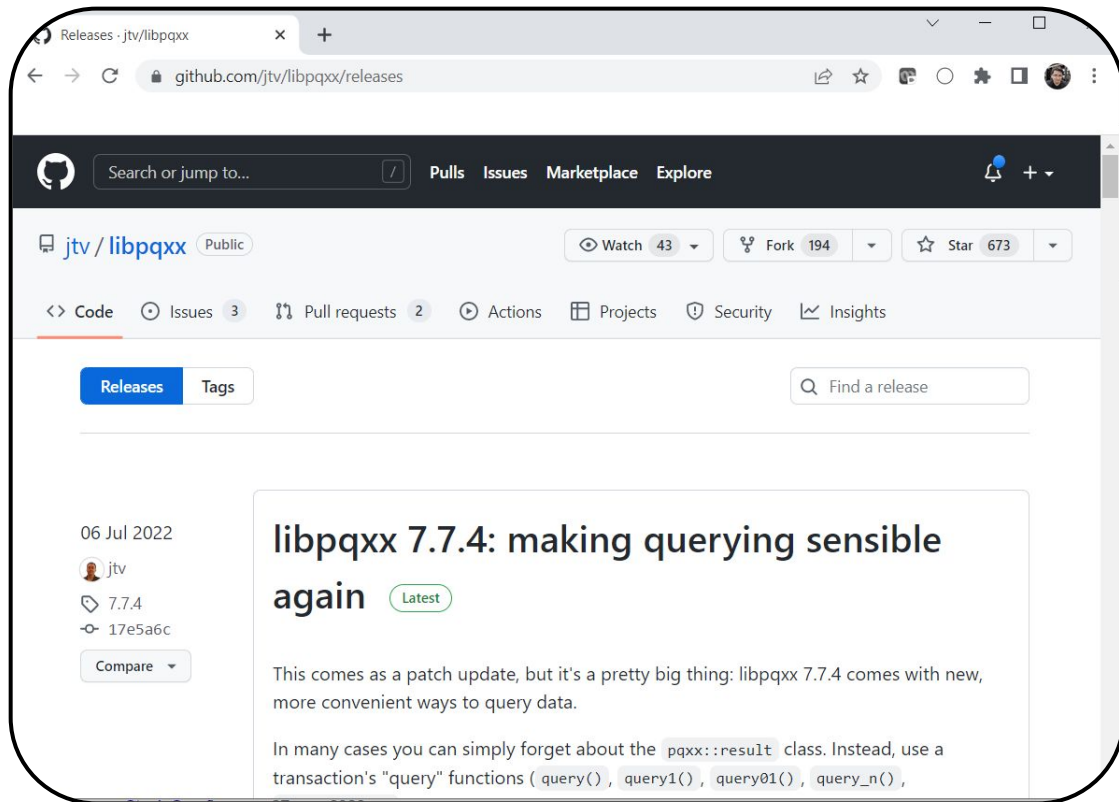 Releases · jtv/libpqxx
github.com/jtv/libpqxx/releases
Search or jump to... /
Pulls Issues Marketplace Explore
jtv / libpqxx Public
Watch 43 Fork 194 Star 673
Code Issues 3 Pull requests 2 Actions Projects Security Insights
Releases Tags
Find a release
06 Jul 2022
jtv
7.7.4
17e5a6c
Compare
libpqxx 7.7.4: making querying sensible
again Latest
This comes as a patch update, but it's a pretty big thing: libpqxx 7.7.4 comes with new,
more convenient ways to query data.
In many cases you can simply forget about the pqxx::result class. Instead, use a
transaction's "query" functions ( query(), query1(), query01(), query_n(),